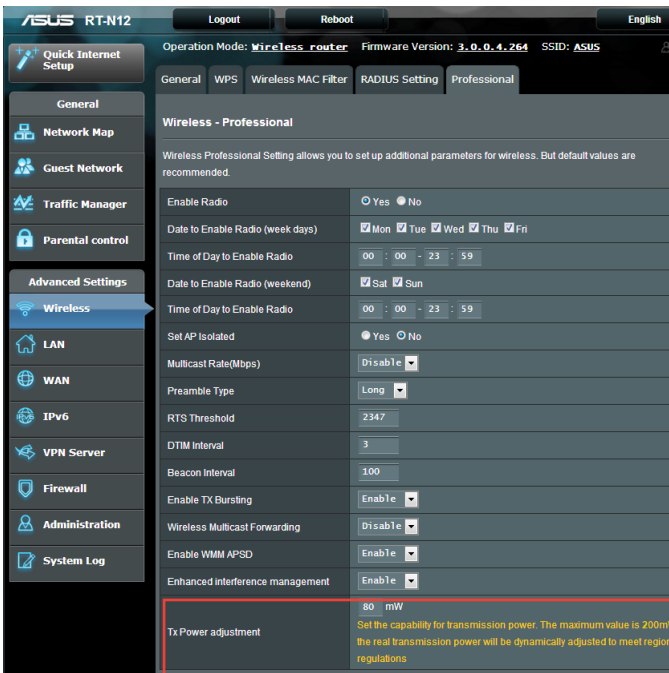 ASUS RT-N12 Logout Reboot English
Operation Mode: Wireless router Firmware Version: 3.0.0.4.264 SSID: ASUS
Quick Internet
Setup
General
Network Map
Guest Network
Traffic Manager
Parental control
Advanced Settings
Wireless
LAN
WAN
IPv6
VPN Server
Firewall
Administration
System Log
General WPS Wireless MAC Filter RADIUS Setting Professional
Wireless - Professional
Wireless Professional Setting allows you to set up additional parameters for wireless. But default values are
recommended.
Enable Radio Yes No
Date to Enable Radio (week days) Mon Tue Wed Thu Fri
Time of Day to Enable Radio 00 : 00 - 23 : 59
Date to Enable Radio (weekend) Sat Sun
Time of Day to Enable Radio 00 : 00 - 23 : 59
Set AP Isolated Yes No
Multicast Rate(Mbps) Disable
Preamble Type Long
RTS Threshold 2347
DTIM Interval 3
Beacon Interval 100
Enable TX Bursting Enable
Wireless Multicast Forwarding Disable
Enable WMM APSD Enable
Enhanced interference management Enable
Tx Power adjustment
80 mW
Set the capability for transmission power. The maximum value is 200m
the real transmission power will be dynamically adjusted to meet region
regulations